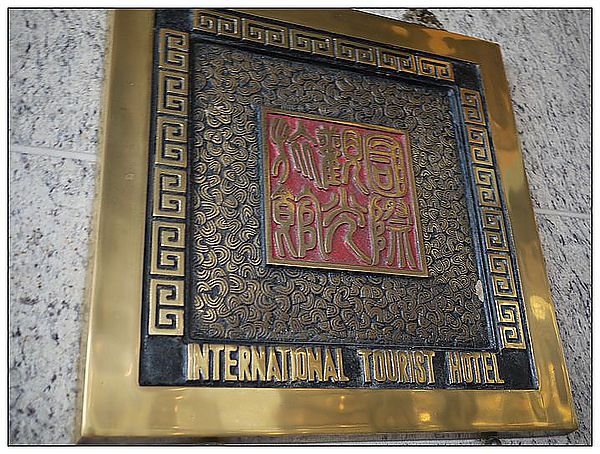 國際
觀光
旅館
INTERNATIONAL TOURIST HOTEL